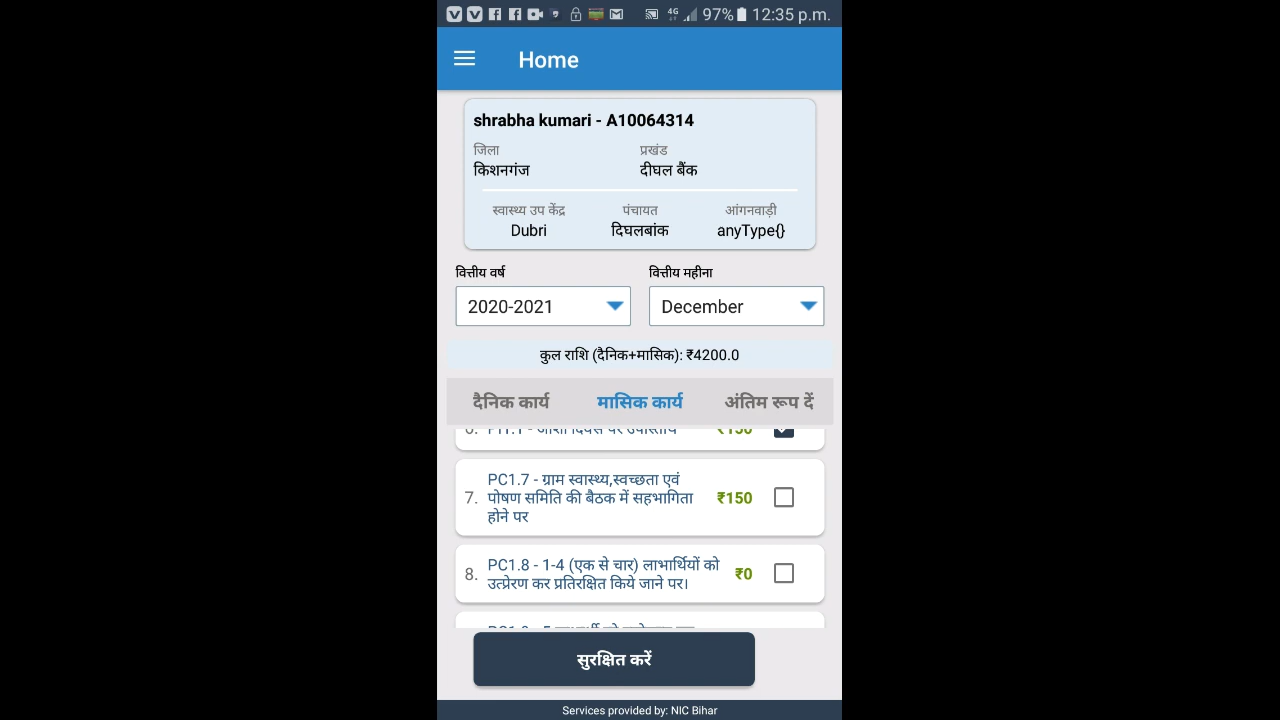 4G 97% 12:35 p.m.
Home
shrabha kumari - A10064314
जिला प्रखंड
किशनगंज दीघल बैंक
स्वास्थ्य उप केंद्र पंचायत आंगनवाड़ी
Dubri दिघलबांक anyType{}
वित्तीय वर्ष वित्तीय महीना
2020-2021 December
कुल राशि (दैनिक+मासिक): ₹4200.0
दैनिक कार्य मासिक कार्य अंतिम रूप दें
₹150
PC1.7 - ग्राम स्वास्थ्य,स्वच्छता एवं
7. पोषण समिति की बैठक में सहभागिता ₹150
होने पर
PC1.8 - 1-4 (एक से चार) लाभार्थियों को
8. उत्प्रेरण कर प्रतिरक्षित किये जाने पर। ₹0
सुरक्षित करें
Services provided by: NIC Bihar